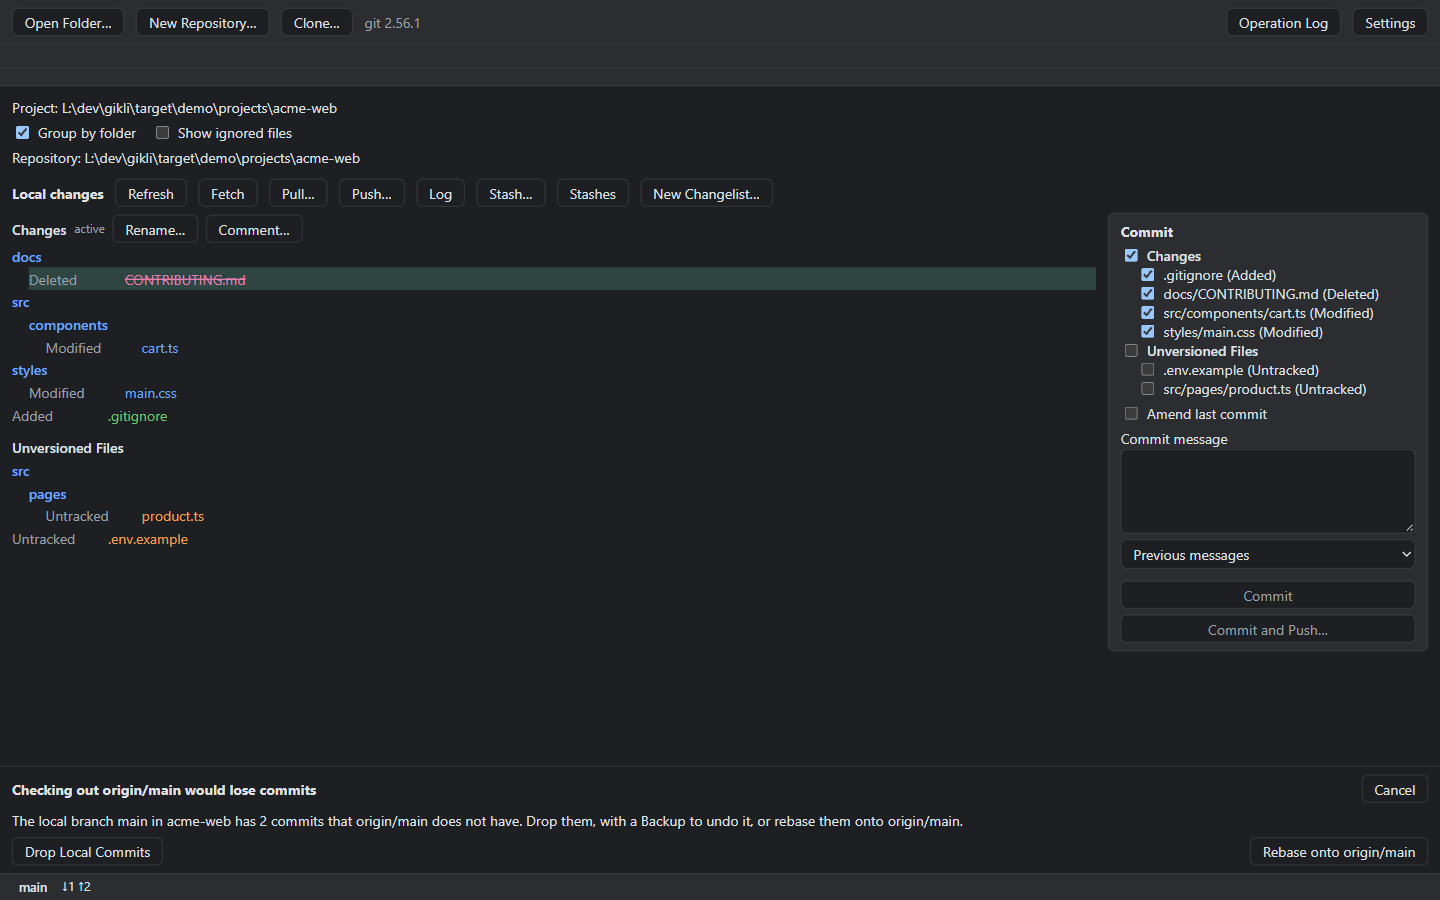 Open Folder... New Repository... Clone... git 2.56.1 Operation Log Settings
Project: L:\dev\gikli\target\demo\projects\acme-web
Group by folder Show ignored files
Repository: L:\dev\gikli\target\demo\projects\acme-web
Local changes Refresh Fetch Pull... Push... Log Stash... Stashes New Changelist...
Changes active Rename... Comment...
docs
Deleted CONTRIBUTING.md
src
components
Modified cart.ts
styles
Modified main.css
Added .gitignore
Unversioned Files
src
pages
Untracked product.ts
Untracked .env.example
Commit
Changes
.gitignore (Added)
docs/CONTRIBUTING.md (Deleted)
src/components/cart.ts (Modified)
styles/main.css (Modified)
Unversioned Files
.env.example (Untracked)
src/pages/product.ts (Untracked)
Amend last commit
Commit message
Previous messages
Commit
Commit and Push...
Checking out origin/main would lose commits Cancel
The local branch main in acme-web has 2 commits that origin/main does not have. Drop them, with a Backup to undo it, or rebase them onto origin/main.
Drop Local Commits Rebase onto origin/main
main ↓1 ↑2